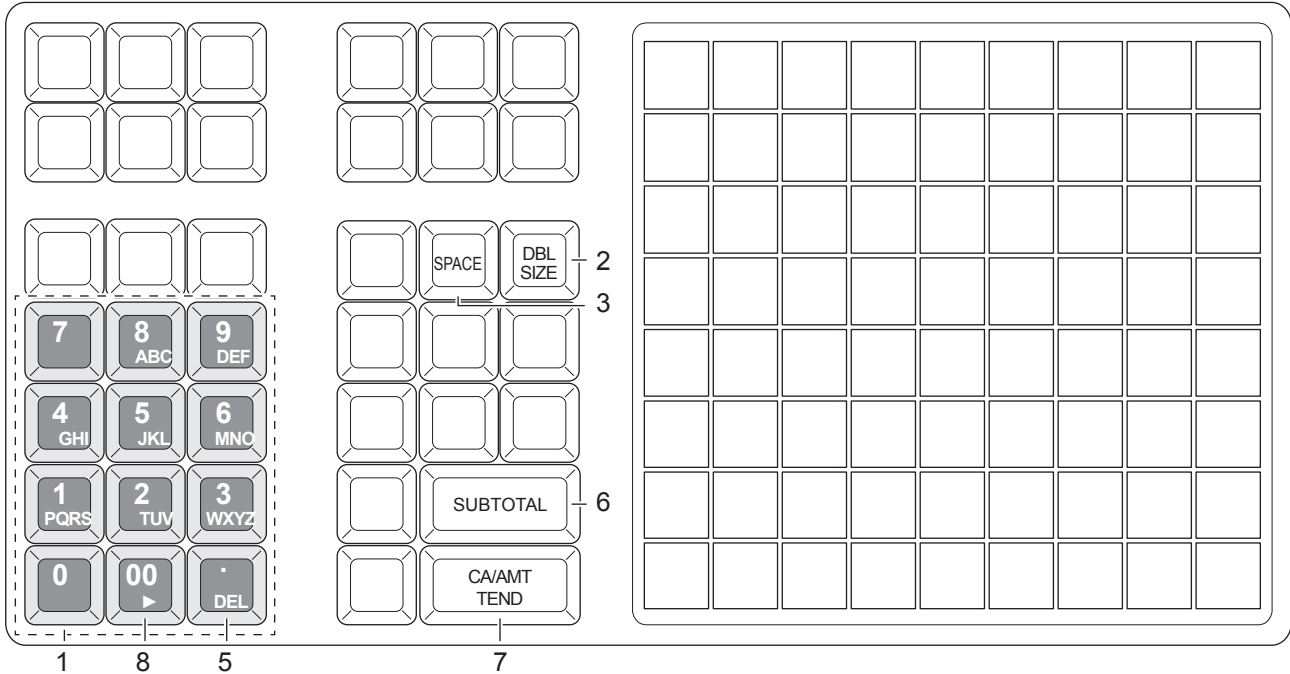 SPACE
DBL
SIZE
2
3
7
8
ABC
9
DEF
4
GHI
5
JKL
6
MNO
1
PQRS
2
TUV
3
WXYZ
SUBTOTAL
6
0
00
►
.
DEL
CA/AMT
TEND
1
8
5
7